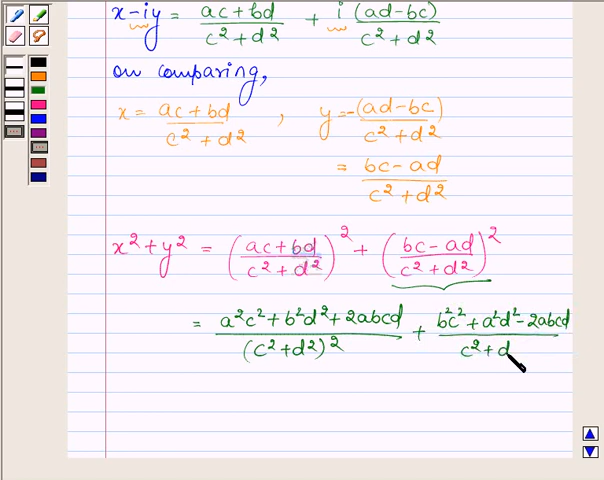 x-iy = ac+bd/c²+d² + i(ad-bc)/c²+d²
on comparing,
x = ac+bd/c²+d² , y = -(ad-bc)/c²+d²
= bc-ad/c²+d²
x²+y² = (ac+bd/c²+d²)² + (bc-ad/c²+d²)²
= a²c²+b²d²+2abcd/(c²+d²)² + b²c²+a²d²-2abcd/c²+d